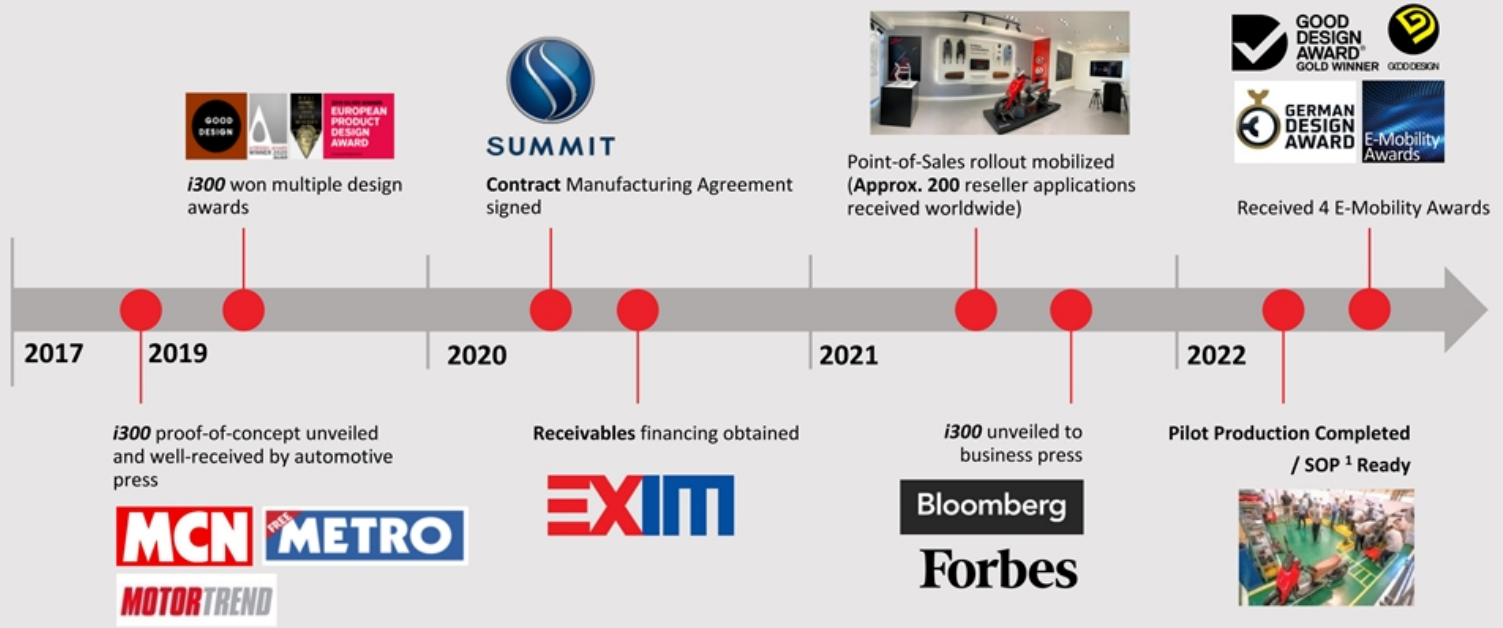 GOOD
DESIGN
EUROPEAN
PRODUCT
DESIGN
AWARD
i300 won multiple design
awards
SUMMIT
Contract Manufacturing Agreement
signed
Point-of-Sales rollout mobilized
(Approx. 200 reseller applications
received worldwide)
GOOD
DESIGN
AWARD®
GOLD WINNER
GOOD DESIGN
GERMAN
DESIGN
AWARD
E-Mobility
Awards
Received 4 E-Mobility Awards
2017
2019
2020
2021
2022
i300 proof-of-concept unveiled
and well-received by automotive
press
MCN
FREE
METRO
MOTORTREND
Receivables financing obtained
EXIM
i300 unveiled to
business press
Bloomberg
Forbes
Pilot Production Completed
/ SOP 1 Ready